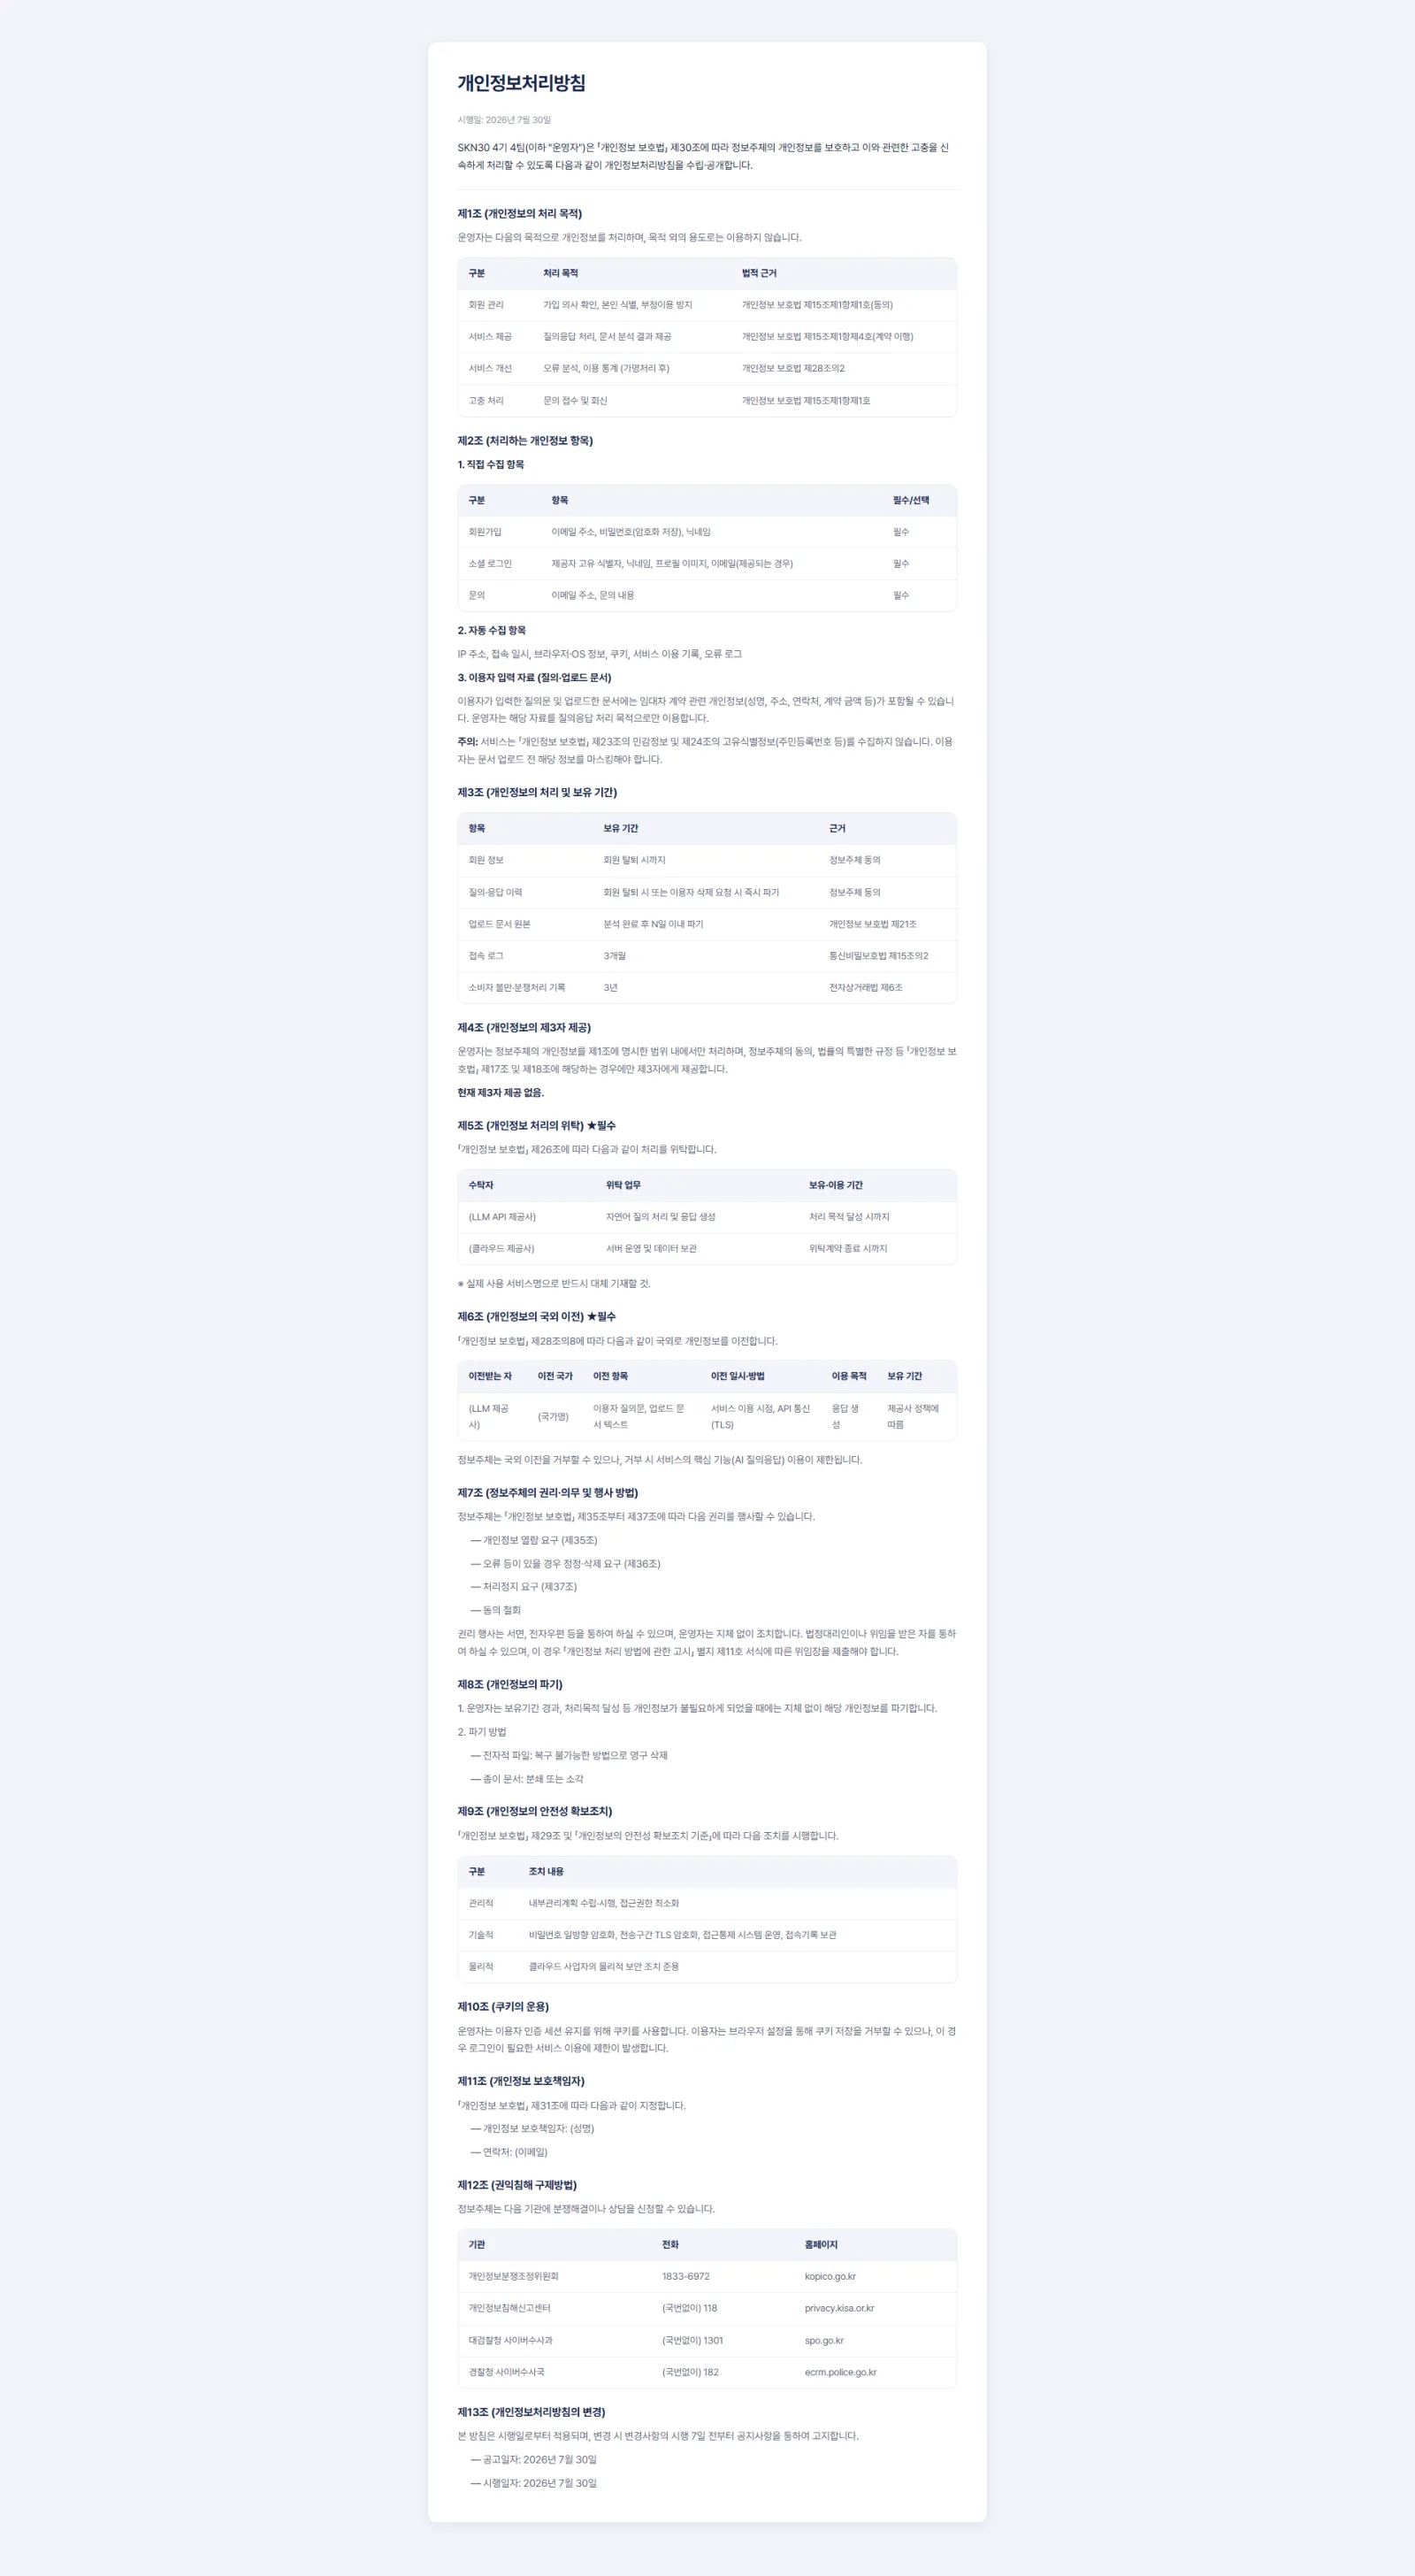 개인정보처리방침
시행일: 2026년 7월 30일
SKN30 4기 4팀(이하 "운영자")은 「개인정보 보호법」 제30조에 따라 정보주체의 개인정보를 보호하고 이와 관련한 고충을 신
속하게 처리할 수 있도록 다음과 같이 개인정보처리방침을 수립·공개합니다.
제1조 (개인정보의 처리 목적)
운영자는 다음의 목적으로 개인정보를 처리하며, 목적 외의 용도로는 이용하지 않습니다.
구분 처리 목적 법적 근거
회원 관리 가입 의사 확인, 본인 식별, 부정이용 방지 개인정보 보호법 제15조제1항제1호(동의)
서비스 제공 질의응답 처리, 문서 분석 결과 제공 개인정보 보호법 제15조제1항제4호(계약 이행)
서비스 개선 오류 분석, 이용 통계 (가명처리 후) 개인정보 보호법 제28조의2
고충 처리 문의 접수 및 회신 개인정보 보호법 제15조제1항제1호
제2조 (처리하는 개인정보 항목)
1. 직접 수집 항목
구분 항목 필수/선택
회원가입 이메일 주소, 비밀번호(암호화 저장), 닉네임 필수
소셜 로그인 제공자 고유 식별자, 닉네임, 프로필 이미지, 이메일(제공되는 경우) 필수
문의 이메일 주소, 문의 내용 필수
2. 자동 수집 항목
IP 주소, 접속 일시, 브라우저·OS 정보, 쿠키, 서비스 이용 기록, 오류 로그
3. 이용자 입력 자료 (질의·업로드 문서)
이용자가 입력한 질의문 및 업로드한 문서에는 임대차 계약 관련 개인정보(성명, 주소, 연락처, 계약 금액 등)가 포함될 수 있습니
다. 운영자는 해당 자료를 질의응답 처리 목적으로만 이용합니다.
주의: 서비스는 「개인정보 보호법」 제23조의 민감정보 및 제24조의 고유식별정보(주민등록번호 등)를 수집하지 않습니다. 이용
자는 문서 업로드 전 해당 정보를 마스킹해야 합니다.
제3조 (개인정보의 처리 및 보유 기간)
항목 보유 기간 근거
회원 정보 회원 탈퇴 시까지 정보주체 동의
질의·응답 이력 회원 탈퇴 시 또는 이용자 삭제 요청 시 즉시 파기 정보주체 동의
업로드 문서 원본 분석 완료 후 N일 이내 파기 개인정보 보호법 제21조
접속 로그 3개월 통신비밀보호법 제15조의2
소비자 불만·분쟁처리 기록 3년 전자상거래법 제6조
제4조 (개인정보의 제3자 제공)
운영자는 정보주체의 개인정보를 제1조에 명시한 범위 내에서만 처리하며, 정보주체의 동의, 법률의 특별한 규정 등 「개인정보 보
호법」 제17조 및 제18조에 해당하는 경우에만 제3자에게 제공합니다.
현재 제3자 제공 없음.
제5조 (개인정보 처리의 위탁) ★필수
「개인정보 보호법」 제26조에 따라 다음과 같이 처리를 위탁합니다.
수탁자 위탁 업무 보유·이용 기간
(LLM API 제공사) 자연어 질의 처리 및 응답 생성 처리 목적 달성 시까지
(클라우드 제공사) 서버 운영 및 데이터 보관 위탁계약 종료 시까지
※ 실제 사용 서비스명으로 반드시 대체 기재할 것.
제6조 (개인정보의 국외 이전) ★필수
「개인정보 보호법」 제28조의8에 따라 다음과 같이 국외로 개인정보를 이전합니다.
이전받는 자 이전 국가 이전 항목 이전 일시·방법 이용 목적 보유 기간
(LLM 제공 (국가명) 이용자 질의문, 업로드 문 서비스 이용 시점, API 통신 응답 생 제공사 정책에
사) 서 텍스트 (TLS) 성 따름
정보주체는 국외 이전을 거부할 수 있으나, 거부 시 서비스의 핵심 기능(AI 질의응답) 이용이 제한됩니다.
제7조 (정보주체의 권리·의무 및 행사 방법)
정보주체는 「개인정보 보호법」 제35조부터 제37조에 따라 다음 권리를 행사할 수 있습니다.
— 개인정보 열람 요구 (제35조)
— 오류 등이 있을 경우 정정·삭제 요구 (제36조)
— 처리정지 요구 (제37조)
— 동의 철회
권리 행사는 서면, 전자우편 등을 통하여 하실 수 있으며, 운영자는 지체 없이 조치합니다. 법정대리인이나 위임을 받은 자를 통하
여 하실 수 있으며, 이 경우 「개인정보 처리 방법에 관한 고시」 별지 제11호 서식에 따른 위임장을 제출해야 합니다.
제8조 (개인정보의 파기)
1. 운영자는 보유기간 경과, 처리목적 달성 등 개인정보가 불필요하게 되었을 때에는 지체 없이 해당 개인정보를 파기합니다.
2. 파기 방법
— 전자적 파일: 복구 불가능한 방법으로 영구 삭제
— 종이 문서: 분쇄 또는 소각
제9조 (개인정보의 안전성 확보조치)
「개인정보 보호법」 제29조 및 「개인정보의 안전성 확보조치 기준」에 따라 다음 조치를 시행합니다.
구분 조치 내용
관리적 내부관리계획 수립·시행, 접근권한 최소화
기술적 비밀번호 일방향 암호화, 전송구간 TLS 암호화, 접근통제 시스템 운영, 접속기록 보관
물리적 클라우드 사업자의 물리적 보안 조치 준용
제10조 (쿠키의 운용)
운영자는 이용자 인증 세션 유지를 위해 쿠키를 사용합니다. 이용자는 브라우저 설정을 통해 쿠키 저장을 거부할 수 있으나, 이 경
우 로그인이 필요한 서비스 이용에 제한이 발생합니다.
제11조 (개인정보 보호책임자)
「개인정보 보호법」 제31조에 따라 다음과 같이 지정합니다.
— 개인정보 보호책임자: (성명)
— 연락처: (이메일)
제12조 (권익침해 구제방법)
정보주체는 다음 기관에 분쟁해결이나 상담을 신청할 수 있습니다.
기관 전화 홈페이지
개인정보분쟁조정위원회 1833-6972 kopico.go.kr
개인정보침해신고센터 (국번없이) 118 privacy.kisa.or.kr
대검찰청 사이버수사과 (국번없이) 1301 spo.go.kr
경찰청 사이버수사국 (국번없이) 182 ecrm.police.go.kr
제13조 (개인정보처리방침의 변경)
본 방침은 시행일로부터 적용되며, 변경 시 변경사항의 시행 7일 전부터 공지사항을 통하여 고지합니다.
— 공고일자: 2026년 7월 30일
— 시행일자: 2026년 7월 30일